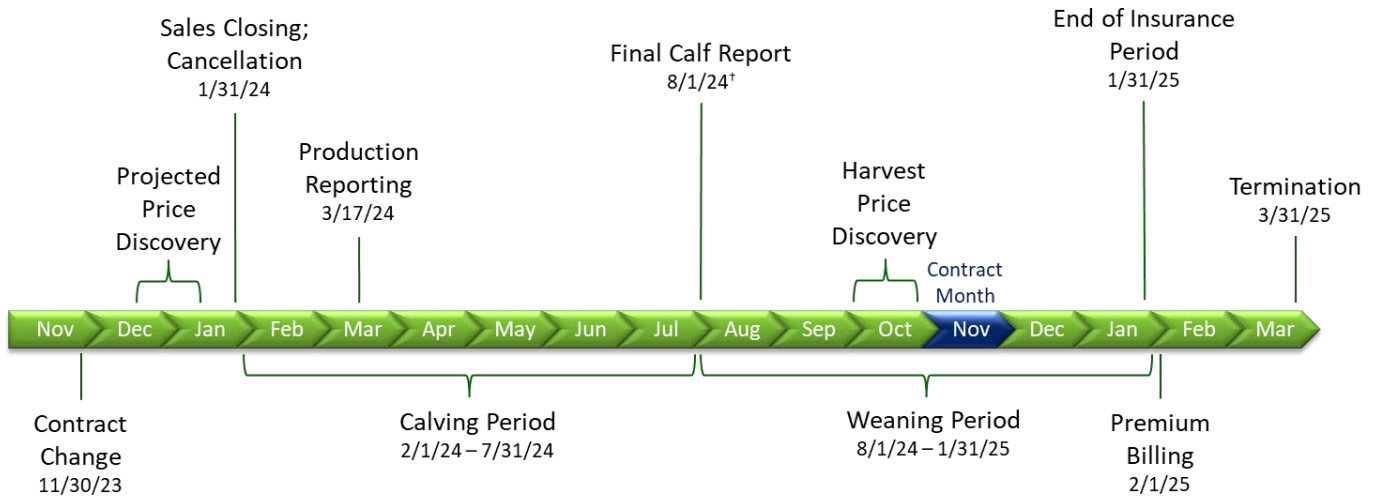 Sales Closing;
Cancellation
1/31/24
Final Calf Report
8/1/24†
End of Insurance
Period
1/31/25
Projected
Price
Discovery
Production
Reporting
3/17/24
Harvest
Price
Discovery
Contract
Month
Termination
3/31/25
Nov Dec Jan Feb Mar Apr May Jun Jul Aug Sep Oct Nov Dec Jan Feb Mar
Contract
Change
11/30/23
Calving Period
2/1/24 – 7/31/24
Weaning Period
8/1/24 – 1/31/25
Premium
Billing
2/1/25